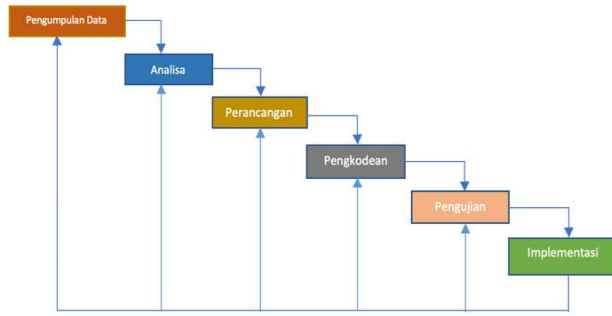 Pengumpulan Data
Analisa
Perancangan
Pengkodean
Pengujian
Implementasi